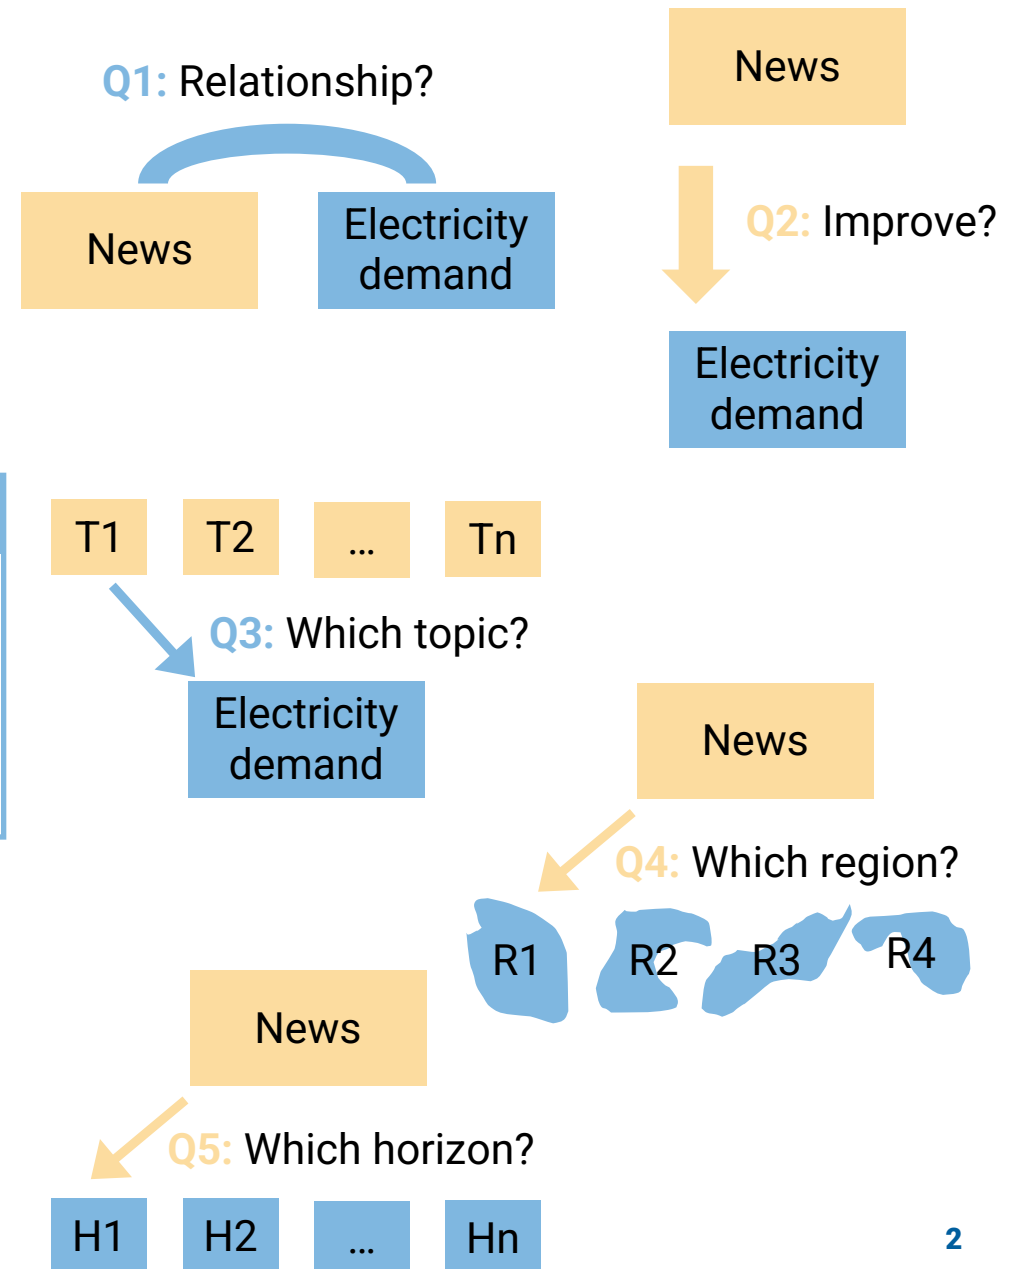 Q1: Relationship?
News
Electricity
demand
News
Q2: Improve?
Electricity
demand
T1
T2
...
Tn
Q3: Which topic?
Electricity
demand
News
Q4: Which region?
R1
R2
R3
R4
News
Q5: Which horizon?
H1
H2
...
Hn
2